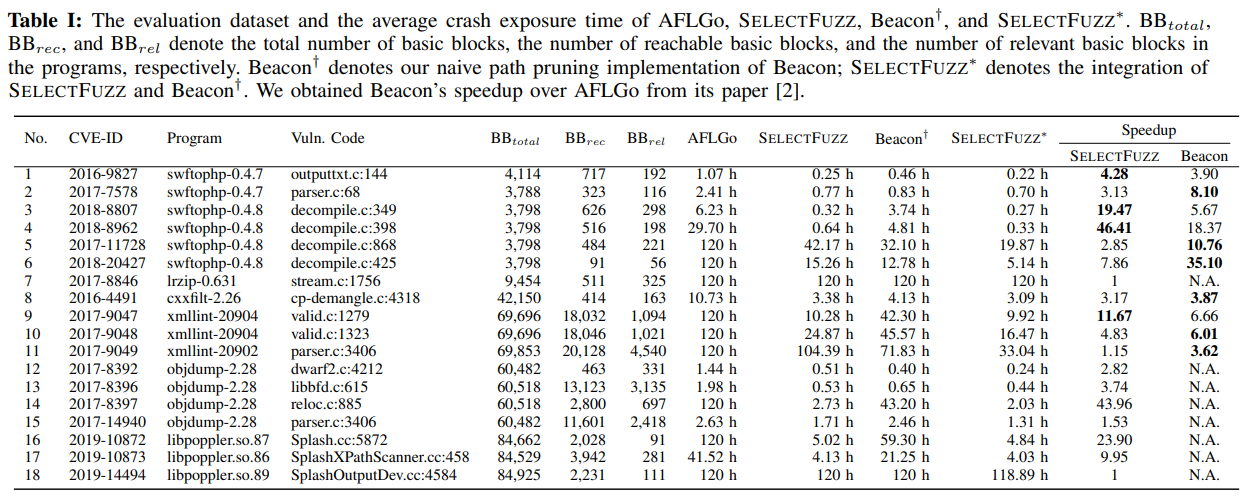 Table I: The evaluation dataset and the average crash exposure time of AFLGo, SELECTFUZZ, Beacon†, and SELECTFUZZ*. BBtotal,
BBrec, and BBrel denote the total number of basic blocks, the number of reachable basic blocks, and the number of relevant basic blocks in
the programs, respectively. Beacon† denotes our naive path pruning implementation of Beacon; SELECTFUZZ* denotes the integration of
SELECTFUZZ and Beacon†. We obtained Beacon's speedup over AFLGo from its paper [2].
No. CVE-ID Program Vuln. Code BBtotal BBrec BBrel AFLGo SELECTFUZZ Beacon† SELECTFUZZ* Speedup
SELECTFUZZ Beacon
1 2016-9827 swftophp-0.4.7 outputtxt.c:144 4,114 717 192 1.07 h 0.25 h 0.46 h 0.22 h 4.28 3.90
2 2017-7578 swftophp-0.4.7 parser.c:68 3,788 323 116 2.41 h 0.77 h 0.83 h 0.70 h 3.13 8.10
3 2018-8807 swftophp-0.4.8 decompile.c:349 3,798 626 298 6.23 h 0.32 h 3.74 h 0.27 h 19.47 5.67
4 2018-8962 swftophp-0.4.8 decompile.c:398 3,798 516 198 29.70 h 0.64 h 4.81 h 0.33 h 46.41 18.37
5 2017-11728 swftophp-0.4.8 decompile.c:868 3,798 484 221 120 h 42.17 h 32.10 h 19.87 h 2.85 10.76
6 2018-20427 swftophp-0.4.8 decompile.c:425 3,798 91 56 120 h 15.26 h 12.78 h 5.14 h 7.86 35.10
7 2017-8846 lrzip-0.631 stream.c:1756 9,454 511 325 120 h 120 h 120 h 120 h 1 N.A.
8 2016-4491 cxxfilt-2.26 cp-demangle.c:4318 42,150 414 163 10.73 h 3.38 h 4.13 h 3.09 h 3.17 3.87
9 2017-9047 xmllint-20904 valid.c:1279 69,696 18,032 1,094 120 h 10.28 h 42.30 h 9.92 h 11.67 6.66
10 2017-9048 xmllint-20904 valid.c:1323 69,696 18,046 1,021 120 h 24.87 h 45.57 h 16.47 h 4.83 6.01
11 2017-9049 xmllint-20902 parser.c:3406 69,853 20,128 4,540 120 h 104.39 h 71.83 h 33.04 h 1.15 3.62
12 2017-8392 objdump-2.28 dwarf2.c:4212 60,482 463 331 1.44 h 0.51 h 0.40 h 0.24 h 2.82 N.A.
13 2017-8396 objdump-2.28 libbfd.c:615 60,518 13,123 3,135 1.98 h 0.53 h 0.65 h 0.44 h 3.74 N.A.
14 2017-8397 objdump-2.28 reloc.c:885 60,518 2,800 697 120 h 2.73 h 43.20 h 2.03 h 43.96 N.A.
15 2017-14940 objdump-2.28 parser.c:3406 60,482 11,601 2,418 2.63 h 1.71 h 2.46 h 1.31 h 1.53 N.A.
16 2019-10872 libpoppler.so.87 Splash.cc:5872 84,662 2,028 91 120 h 5.02 h 59.30 h 4.84 h 23.90 N.A.
17 2019-10873 libpoppler.so.86 SplashXPathScanner.cc:458 84,529 3,942 281 41.52 h 4.13 h 21.25 h 4.03 h 9.95 N.A.
18 2019-14494 libpoppler.so.89 SplashOutputDev.cc:4584 84,925 2,231 111 120 h 120 h 120 h 118.89 h 1 N.A.